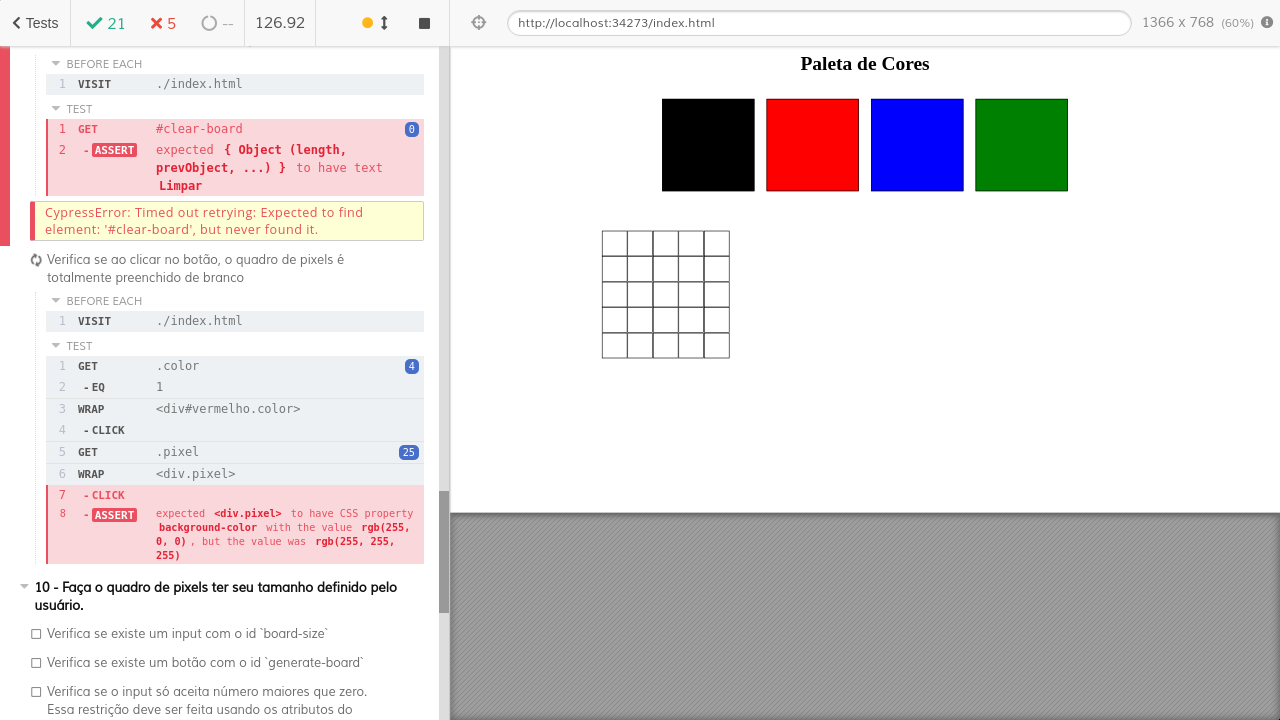 Tests
21
5
--
126.92
http://localhost:34273/index.html
1366 x 768 (60%)
BEFORE EACH
1 VISIT ./index.html
TEST
1 GET #clear-board 0
2 - ASSERT expected { Object (length,
prevObject, ...) } to have text
Limpar
CypressError: Timed out retrying: Expected to find
element: '#clear-board', but never found it.
Verifica se ao clicar no botão, o quadro de pixels é
totalmente preenchido de branco
BEFORE EACH
1 VISIT ./index.html
TEST
1 GET .color 4
2 - EQ 1
3 WRAP <div#vermelho.color>
4 - CLICK
5 GET .pixel 25
6 WRAP <div.pixel>
7 - CLICK
8 - ASSERT expected <div.pixel> to have CSS property
background-color with the value rgb(255,
0, 0) , but the value was rgb(255, 255,
255)
10 - Faça o quadro de pixels ter seu tamanho definido pelo
usuário.
Verifica se existe um input com o id `board-size`
Verifica se existe um botão com o id `generate-board`
Verifica se o input só aceita número maiores que zero.
Essa restrição deve ser feita usando os atributos do
Paleta de Cores